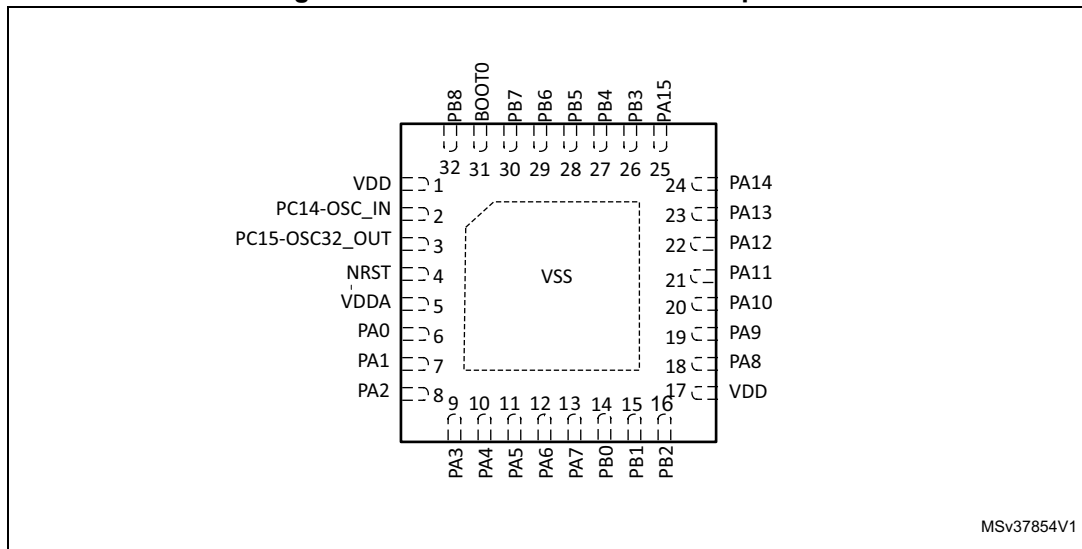 PB8
BOOT0
PB7
PB6
PB5
PB4
PB3
PA15
32 31 30 29 28 27 26 25
VDD 1
PC14-OSC_IN 2
PC15-OSC32_OUT 3
NRST 4
VDDA 5
PA0 6
PA1 7
PA2 8
VSS
24 PA14
23 PA13
22 PA12
21 PA11
20 PA10
19 PA9
18 PA8
17 VDD
9 10 11 12 13 14 15 16
PA3
PA4
PA5
PA6
PA7
PB0
PB1
PB2
MSv37854V1